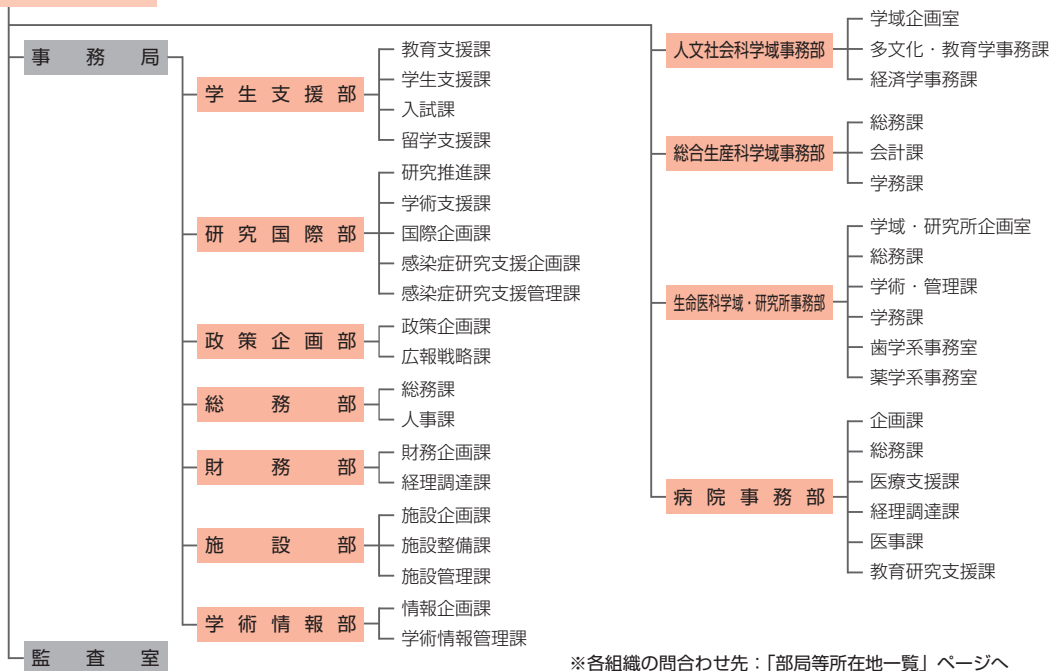 事務局
学生支援部
教育支援課
学生支援課
入試課
留学支援課
研究国際部
研究推進課
学術支援課
国際企画課
感染症研究支援企画課
感染症研究支援管理課
政策企画部
政策企画課
広報戦略課
総務部
総務課
人事課
財務部
財務企画課
経理調達課
施設部
施設企画課
施設整備課
施設管理課
学術情報部
情報企画課
学術情報管理課
監査室
人文社会科学域事務部
学域企画室
多文化・教育学事務課
経済学事務課
総合生産科学域事務部
総務課
会計課
学務課
生命医科学域・研究所事務部
学域・研究所企画室
総務課
学術・管理課
学務課
歯学系事務室
薬学系事務室
病院事務部
企画課
総務課
医療支援課
経理調達課
医事課
教育研究支援課
※各組織の問合わせ先：「部局等所在地一覧」ページへ